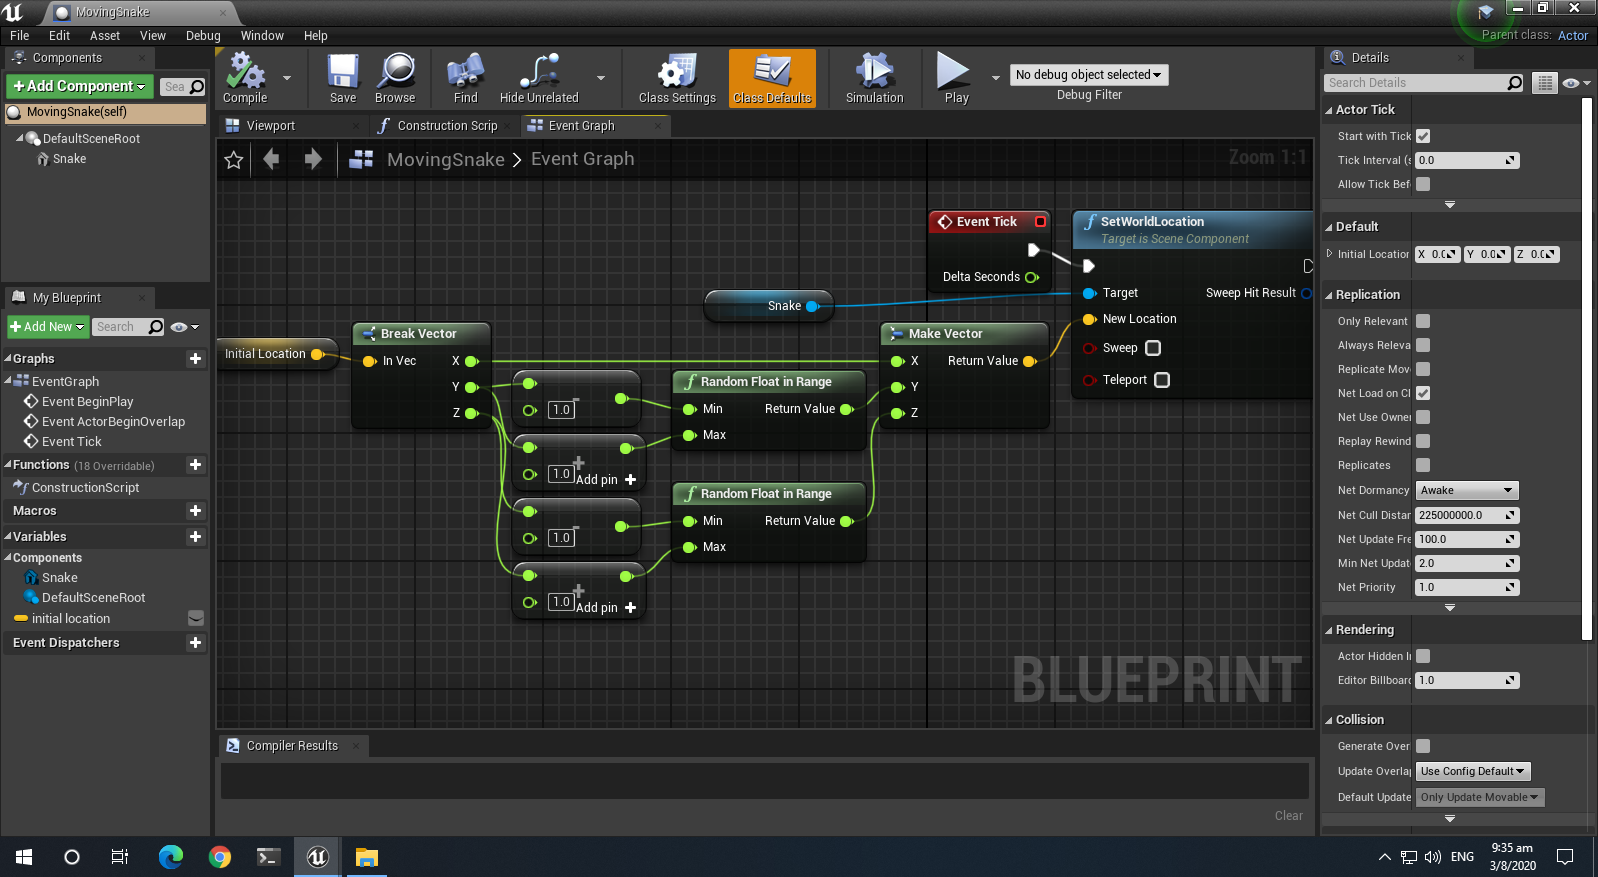 MovingSnake
File Edit Asset View Debug Window Help
Parent class: Actor
Components
+ Add Component
Sea
MovingSnake(self)
DefaultSceneRoot
Snake
Compile
Save
Browse
Find
Hide Unrelated
Class Settings
Class Defaults
Simulation
Play
No debug object selected
Debug Filter
Viewport
Construction Scrip
Event Graph
MovingSnake > Event Graph
Zoom 1:1
Event Tick
Delta Seconds
SetWorldLocation
Target is Scene Component
Target
Sweep Hit Result
New Location
Sweep
Teleport
Snake
Initial Location
Break Vector
In Vec X
Y
Z
1.0
1.0
Add pin +
1.0
1.0
Add pin +
Random Float in Range
Min Return Value
Max
Random Float in Range
Min Return Value
Max
Make Vector
X Return Value
Y
Z
BLUEPRINT
My Blueprint
+ Add New
Search
Graphs
EventGraph
Event BeginPlay
Event ActorBeginOverlap
Event Tick
Functions (18 Overridable)
ConstructionScript
Macros
Variables
Components
Snake
DefaultSceneRoot
initial location
Event Dispatchers
Compiler Results
Clear
Details
Search Details
Actor Tick
Start with Tick
Tick Interval (s 0.0
Allow Tick Bef
Default
Initial Location X 0.0 Y 0.0 Z 0.0
Replication
Only Relevant
Always Releva
Replicate Mov
Net Load on Cl
Net Use Owner
Replay Rewind
Replicates
Net Dormancy Awake
Net Cull Distar 225000000.0
Net Update Fre 100.0
Min Net Updat 2.0
Net Priority 1.0
Rendering
Actor Hidden In
Editor Billboard 1.0
Collision
Generate Over
Update Overlap Use Config Default
Default Update Only Update Movable
ENG
9:35 am
3/8/2020